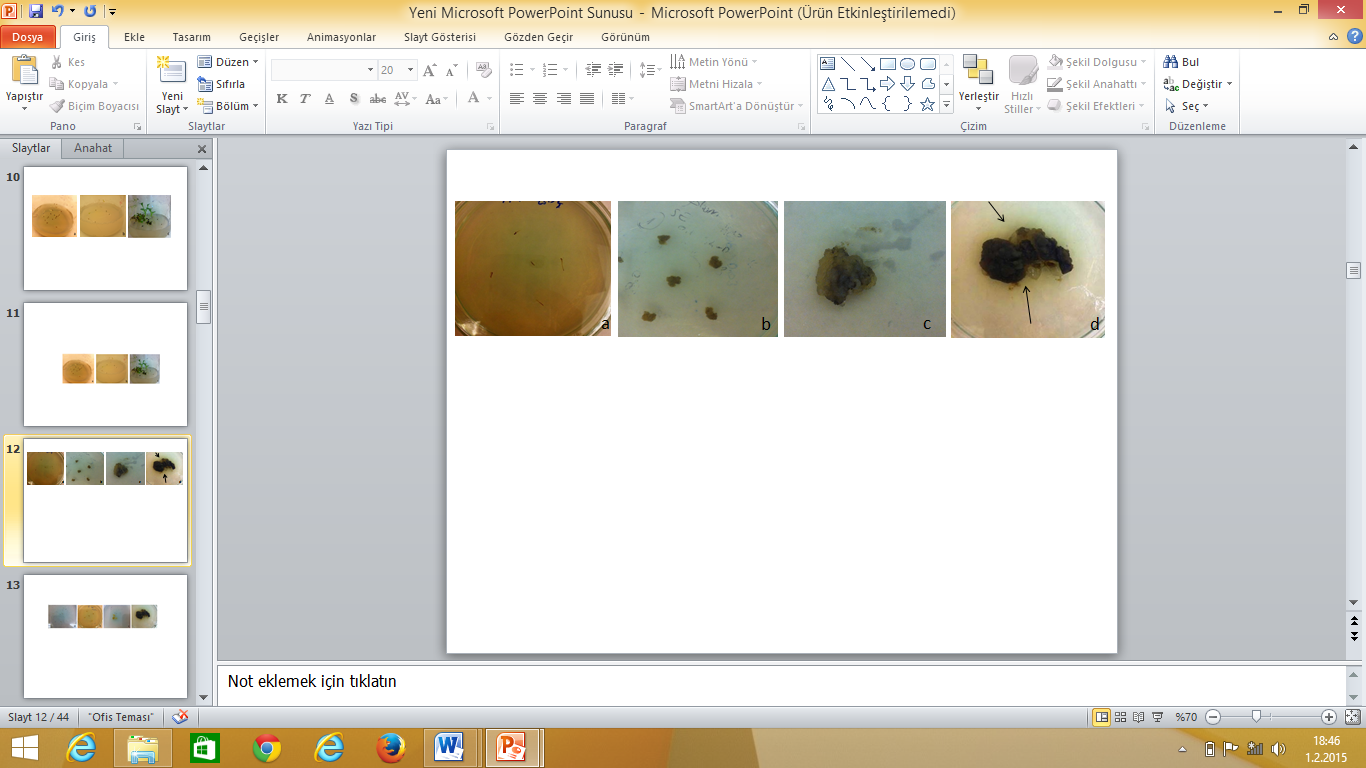 Yeni Microsoft PowerPoint Sunusu - Microsoft PowerPoint (Ürün Etkinleştirilemedi)
Dosya Giriş Ekle Tasarım Geçişler Animasyonlar Slayt Gösterisi Gözden Geçir Görünüm
Yapıştır
Kes
Kopyala
Biçim Boyacısı
Pano
Yeni Slayt
Düzen
Sıfırla
Bölüm
Slaytlar
20
K T A S abc AV Aa A
Yazı Tipi
Metin Yönü
Metni Hizala
SmartArt'a Dönüştür
Paragraf
Yerleştir
Hızlı Stiller
Şekil Dolgusu
Şekil Anahattı
Şekil Efektleri
Çizim
Bul
Değiştir
Seç
Düzenleme
Slaytlar Anahat
10
11
12
13
a b c d
Not eklemek için tıklatın
Slayt 12 / 44 "Ofis Teması" %70
18:46
1.2.2015